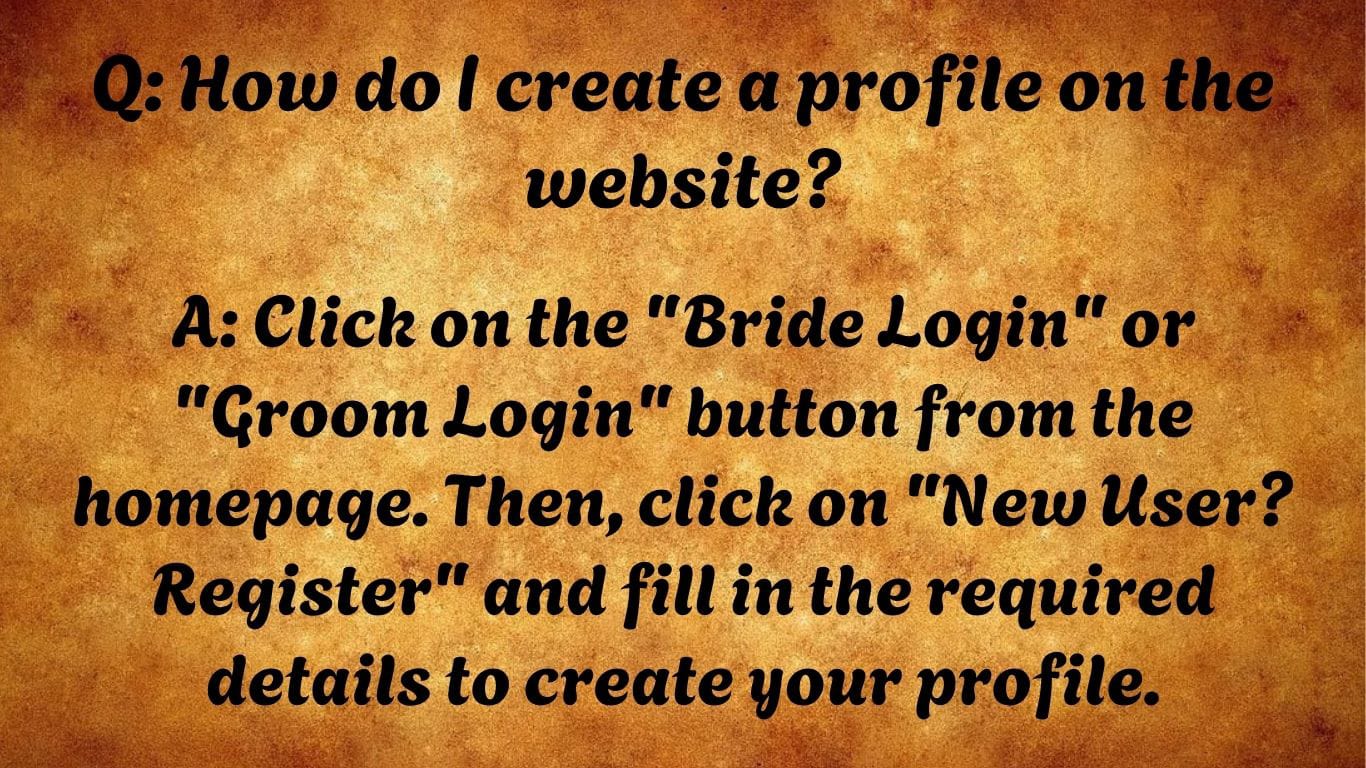 Q: How do I create a profile on the
website?
A: Click on the "Bride Login" or
"Groom Login" button from the
homepage. Then, click on "New User?
Register" and fill in the required
details to create your profile.